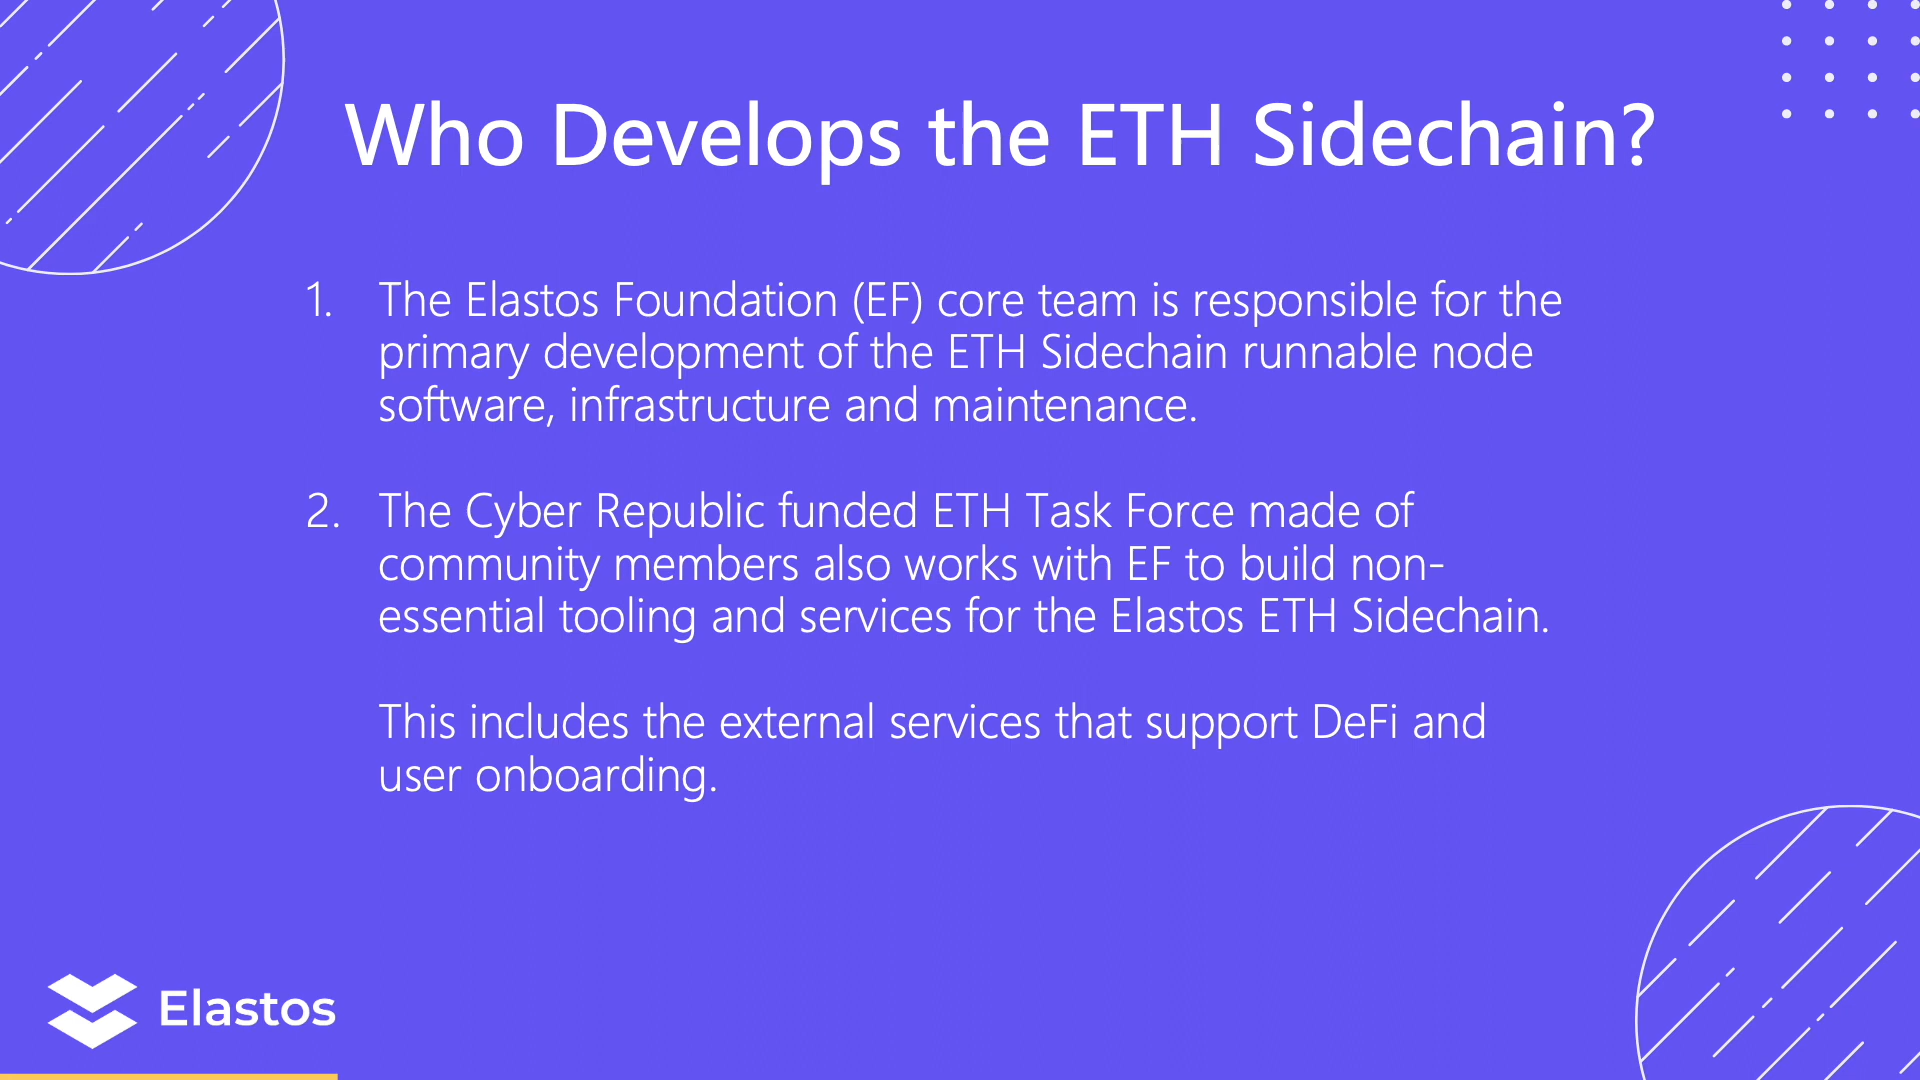 Who Develops the ETH Sidechain?
1. The Elastos Foundation (EF) core team is responsible for the
primary development of the ETH Sidechain runnable node
software, infrastructure and maintenance.
2. The Cyber Republic funded ETH Task Force made of
community members also works with EF to build non-
essential tooling and services for the Elastos ETH Sidechain.
This includes the external services that support DeFi and
user onboarding.
Elastos